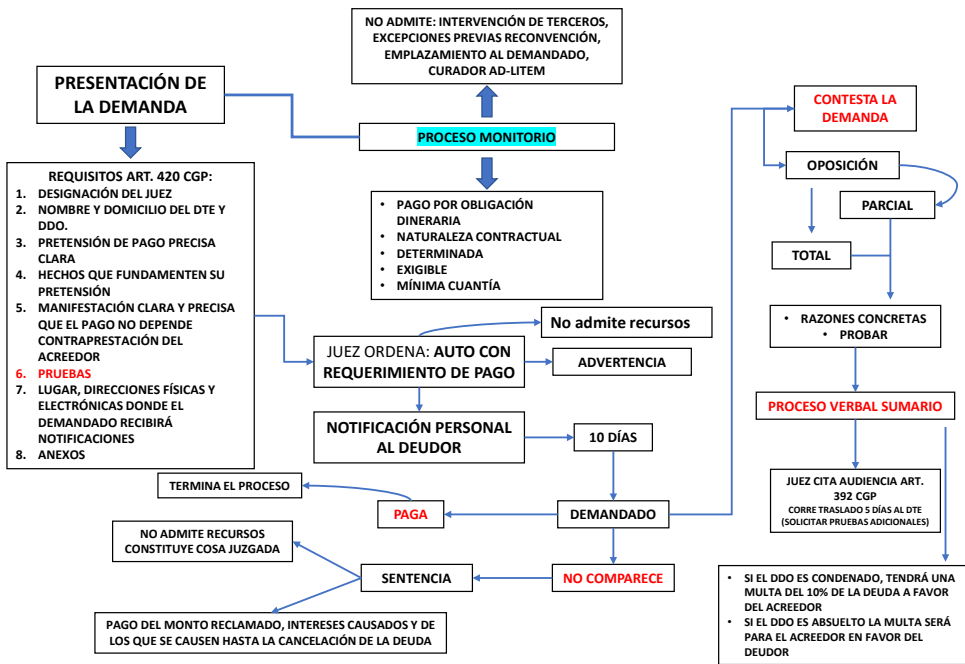 NO ADMITE: INTERVENCIÓN DE TERCEROS,
EXCEPCIONES PREVIAS RECONVENCIÓN,
EMPLAZAMIENTO AL DEMANDADO,
CURADOR AD-LITEM
PRESENTACIÓN DE
LA DEMANDA
PROCESO MONITORIO
REQUISITOS ART. 420 CGP:
1. DESIGNACIÓN DEL JUEZ
2. NOMBRE Y DOMICILIO DEL DTE Y
DDO.
3. PRETENSIÓN DE PAGO PRECISA
CLARA
4. HECHOS QUE FUNDAMENTEN SU
PRETENSIÓN
5. MANIFESTACIÓN CLARA Y PRECISA
QUE EL PAGO NO DEPENDE
CONTRAPRESTACIÓN DEL
ACREEDOR
6. PRUEBAS
7. LUGAR, DIRECCIONES FÍSICAS Y
ELECTRÓNICAS DONDE EL
DEMANDADO RECIBIRÁ
NOTIFICACIONES
8. ANEXOS
• PAGO POR OBLIGACIÓN
DINERARIA
• NATURALEZA CONTRACTUAL
• DETERMINADA
• EXIGIBLE
• MÍNIMA CUANTÍA
No admite recursos
JUEZ ORDENA: AUTO CON
REQUERIMIENTO DE PAGO
ADVERTENCIA
NOTIFICACIÓN PERSONAL
AL DEUDOR
10 DÍAS
TERMINA EL PROCESO
PAGA
DEMANDADO
NO ADMITE RECURSOS
CONSTITUYE COSA JUZGADA
SENTENCIA
NO COMPARECE
PAGO DEL MONTO RECLAMADO, INTERESES CAUSADOS Y DE
LOS QUE SE CAUSEN HASTA LA CANCELACIÓN DE LA DEUDA
CONTESTA LA
DEMANDA
OPOSICIÓN
PARCIAL
TOTAL
• RAZONES CONCRETAS
• PROBAR
PROCESO VERBAL SUMARIO
JUEZ CITA AUDIENCIA ART.
392 CGP
CORRE TRASLADO 5 DÍAS AL DTE
(SOLICITAR PRUEBAS ADICIONALES)
• SI EL DDO ES CONDENADO, TENDRÁ UNA
MULTA DEL 10% DE LA DEUDA A FAVOR
DEL ACREEDOR
• SI EL DDO ES ABSUELTO LA MULTA SERÁ
PARA EL ACREEDOR EN FAVOR DEL
DEUDOR